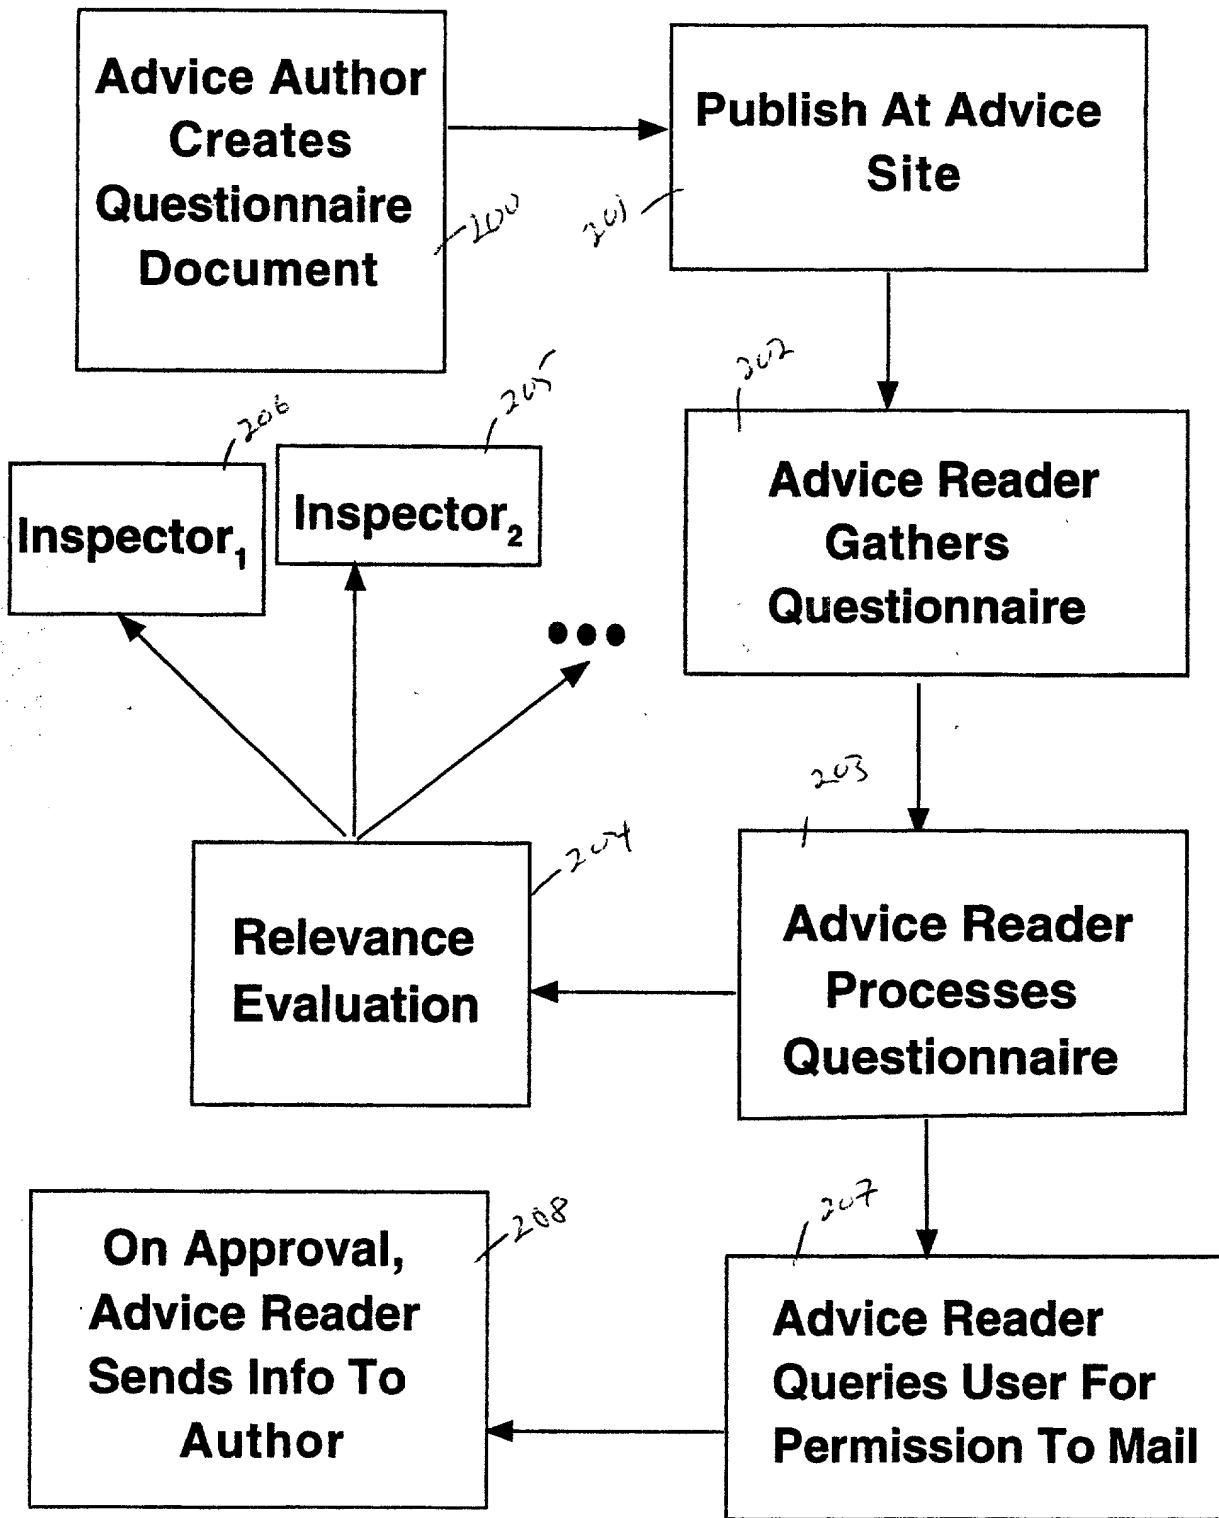 Advice Author
Creates
Questionnaire
Document
200
Publish At Advice
Site
201
202
Advice Reader
Gathers
Questionnaire
206
Inspector1
205
Inspector2
●●●
203
Advice Reader
Processes
Questionnaire
204
Relevance
Evaluation
207
Advice Reader
Queries User For
Permission To Mail
208
On Approval,
Advice Reader
Sends Info To
Author